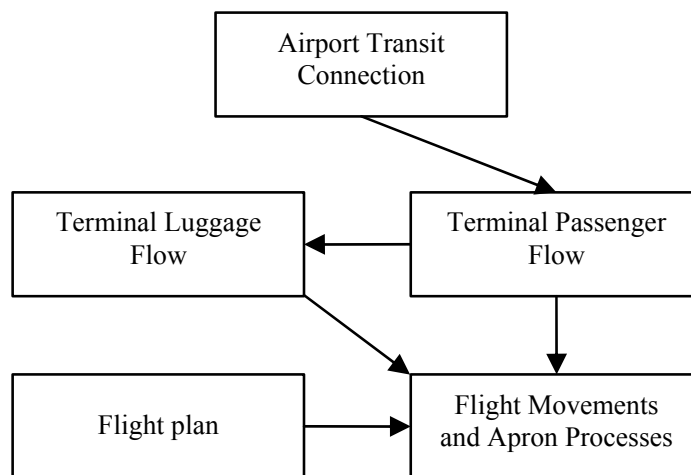 Airport Transit
Connection
Terminal Luggage
Flow
Terminal Passenger
Flow
Flight plan
Flight Movements
and Apron Processes